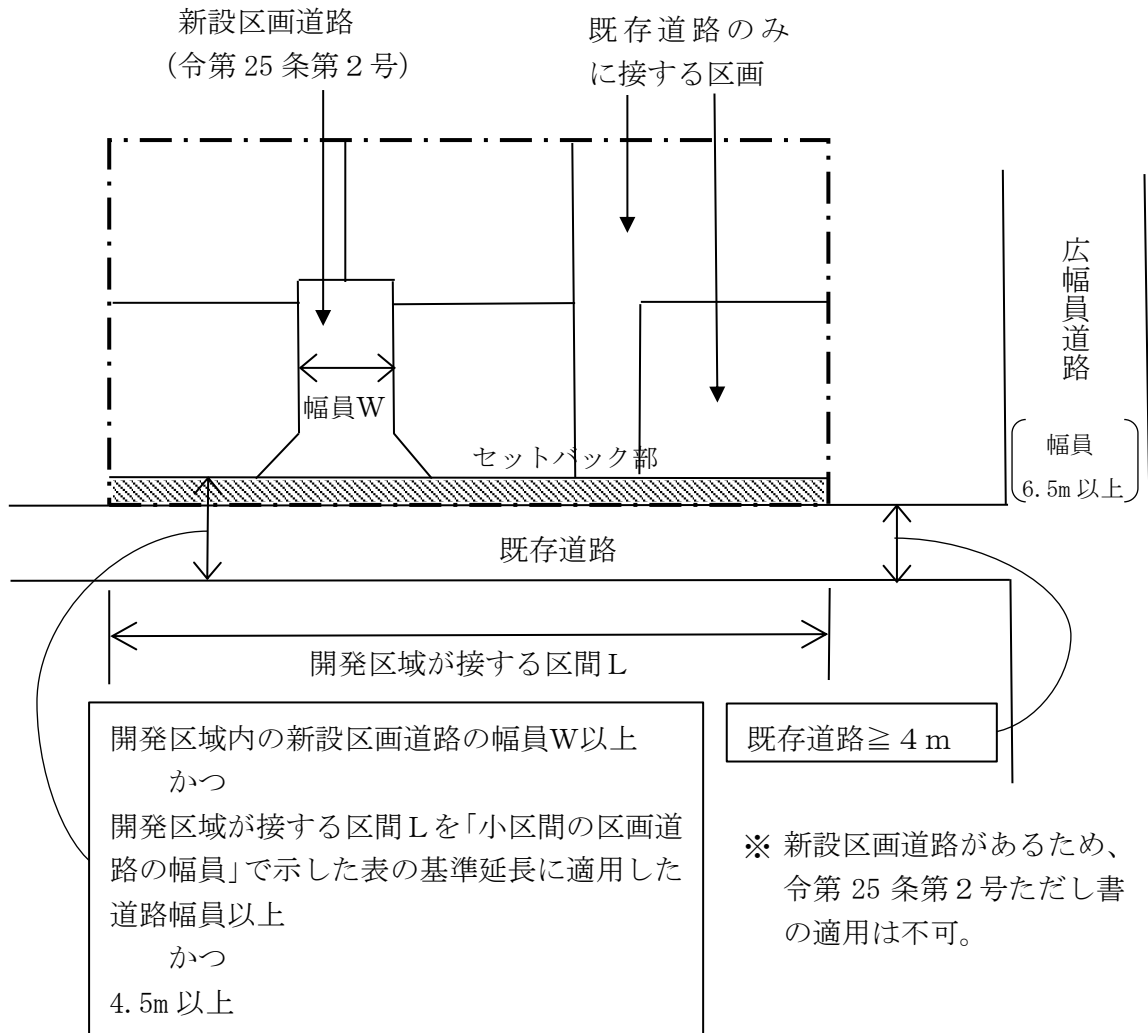 新設区画道路
(令第 25 条第２号)
既存道路のみ
に接する区画
広幅員道路
幅員
6.5m 以上
幅員Ｗ
セットバック部
既存道路
開発区域が接する区間Ｌ
開発区域内の新設区画道路の幅員Ｗ以上
かつ
開発区域が接する区間Ｌを「小区間の区画道
路の幅員」で示した表の基準延長に適用した
道路幅員以上
かつ
4.5m 以上
既存道路≧４ｍ
※ 新設区画道路があるため、
令第 25 条第２号ただし書
の適用は不可。